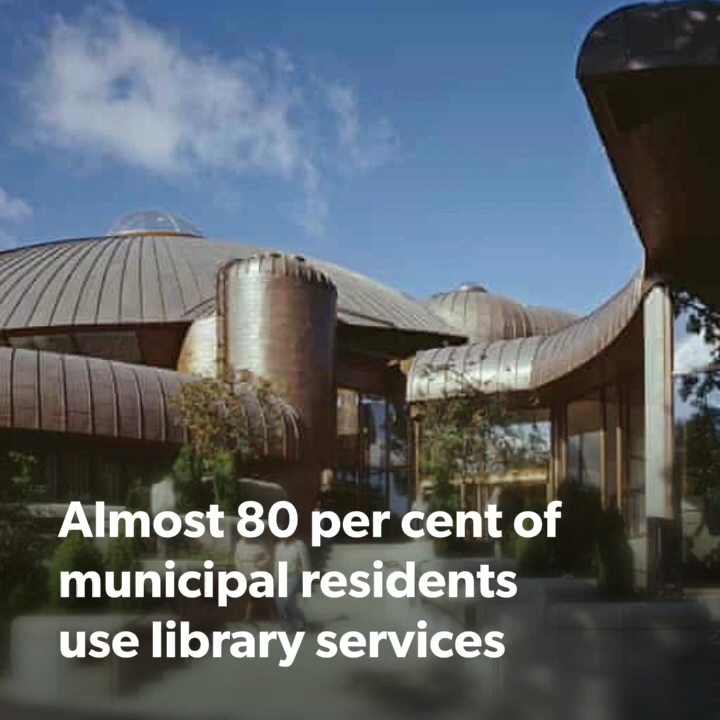 Almost 80 per cent of
municipal residents
use library services